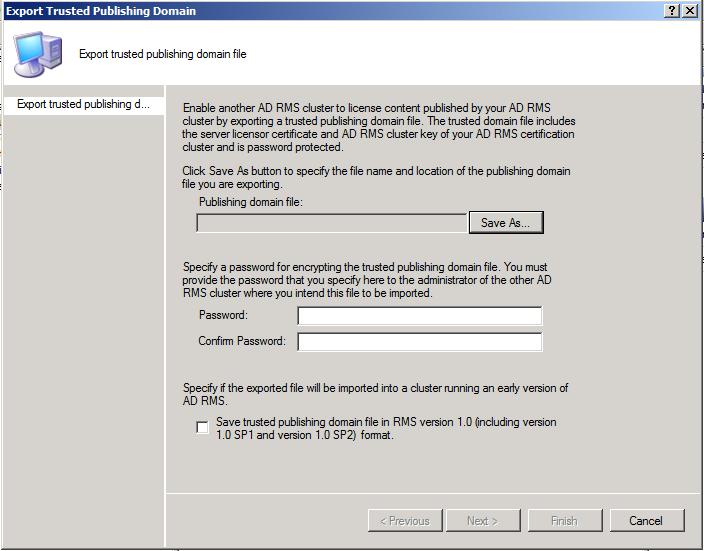 Export Trusted Publishing Domain
Export trusted publishing domain file
Export trusted publishing d...
Enable another AD RMS cluster to license content published by your AD RMS
cluster by exporting a trusted publishing domain file. The trusted domain file includes
the server licensor certificate and AD RMS cluster key of your AD RMS certification
cluster and is password protected.
Click Save As button to specify the file name and location of the publishing domain
file you are exporting.
Publishing domain file:
Save As...
Specify a password for encrypting the trusted publishing domain file. You must
provide the password that you specify here to the administrator of the other AD
RMS cluster where you intend this file to be imported.
Password:
Confirm Password:
Specify if the exported file will be imported into a cluster running an early version of
AD RMS.
Save trusted publishing domain file in RMS version 1.0 (including version
1.0 SP1 and version 1.0 SP2) format.
< Previous
Next >
Finish
Cancel